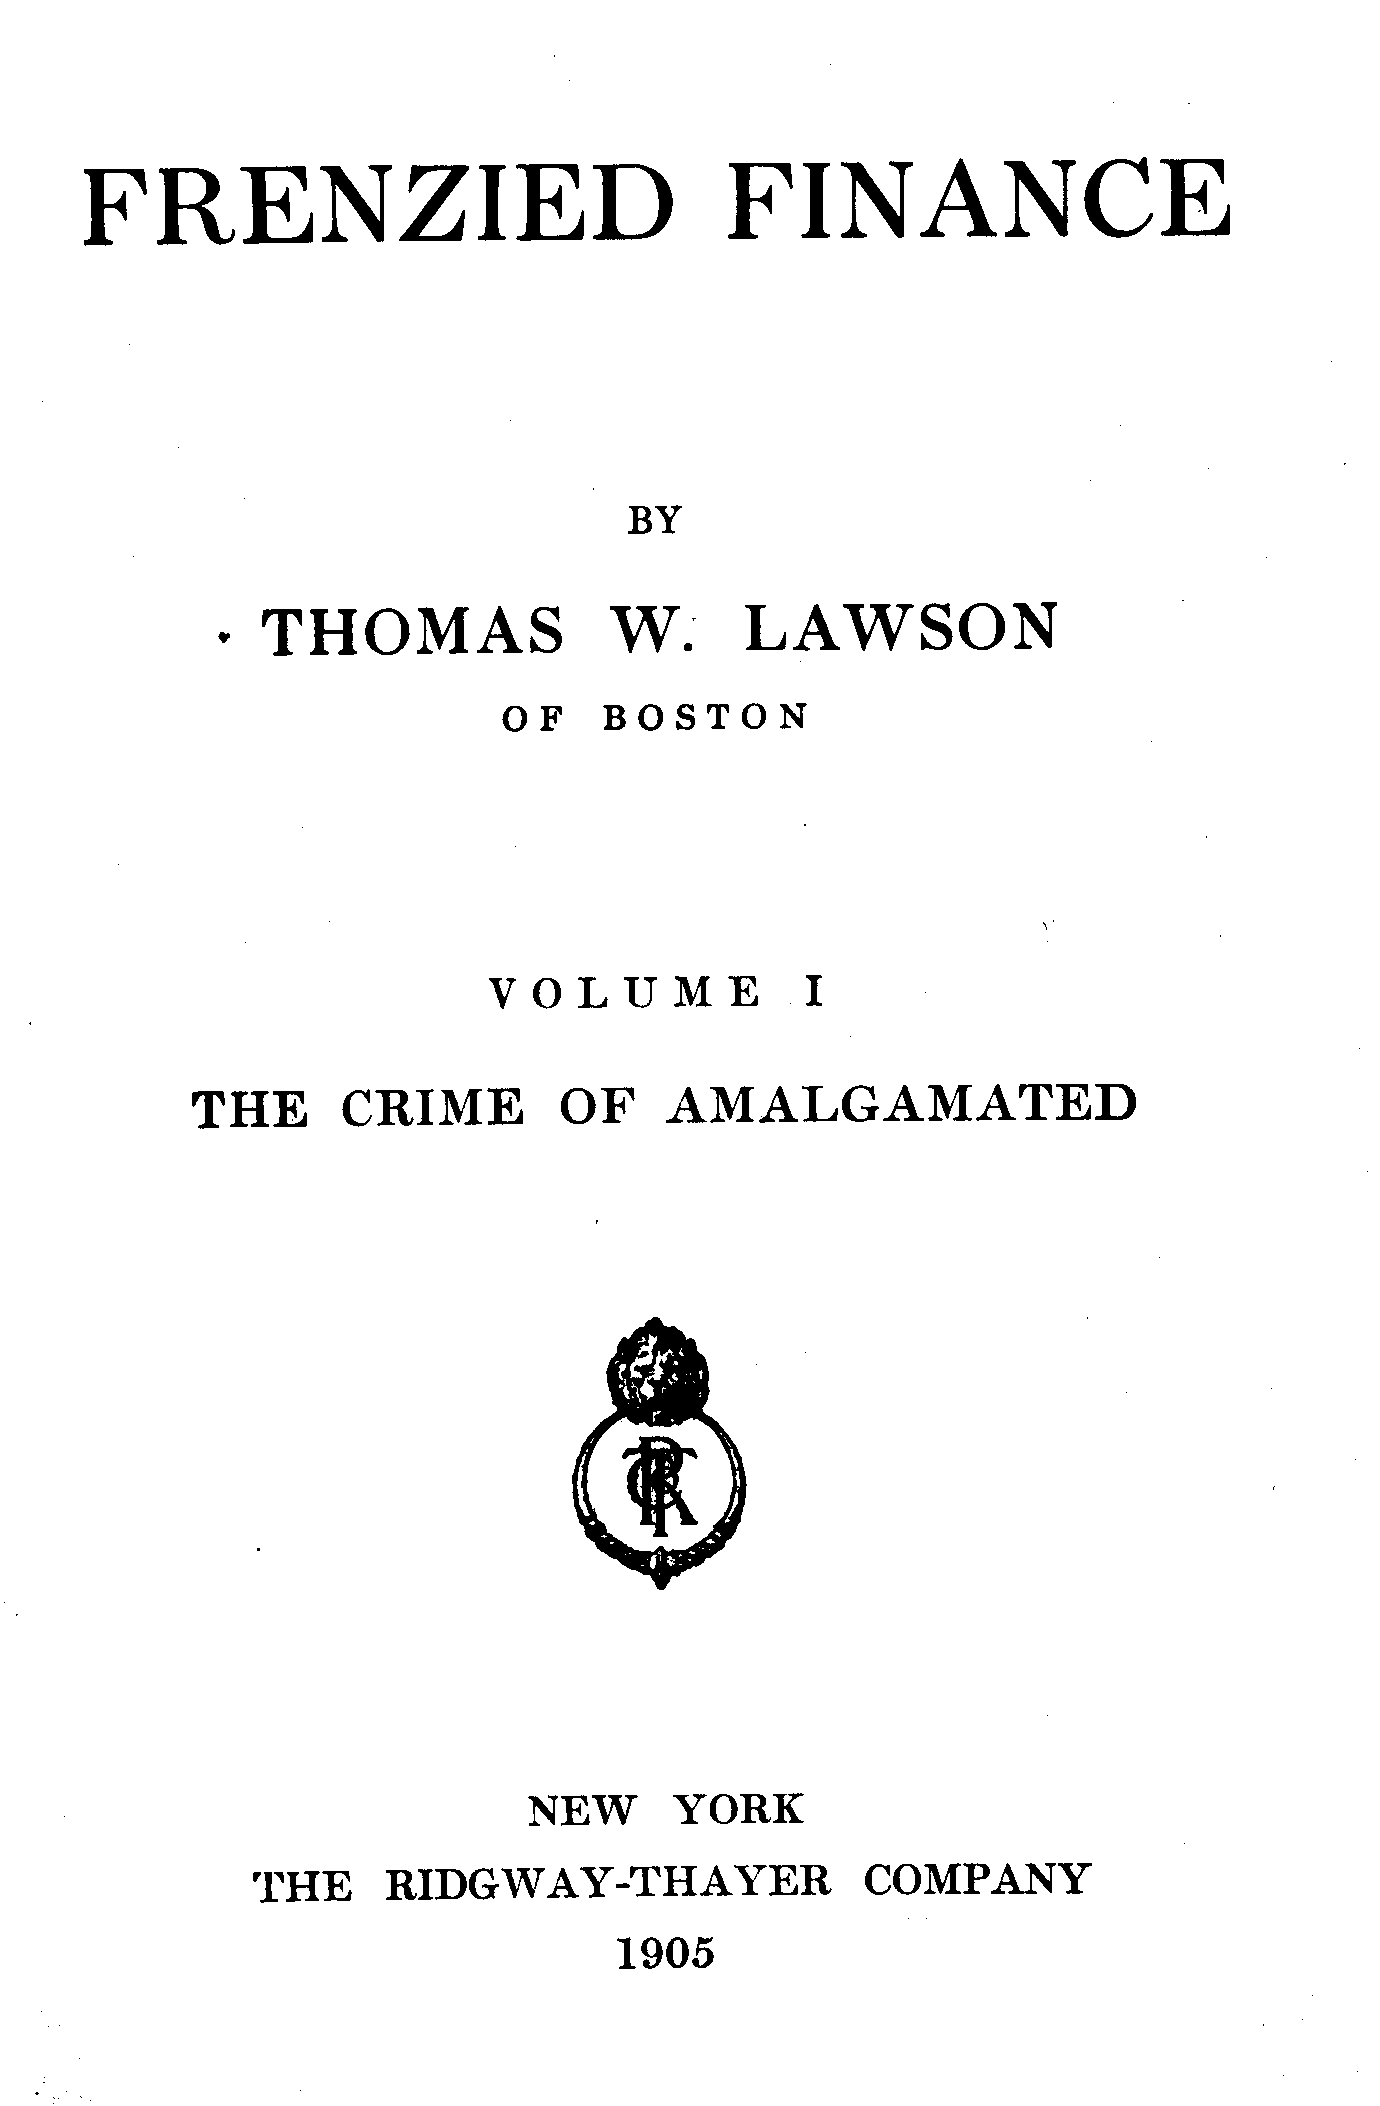 FRENZIED FINANCE
BY
THOMAS W. LAWSON
OF BOSTON
VOLUME I
THE CRIME OF AMALGAMATED
NEW YORK
THE RIDGWAY-THAYER COMPANY
1905